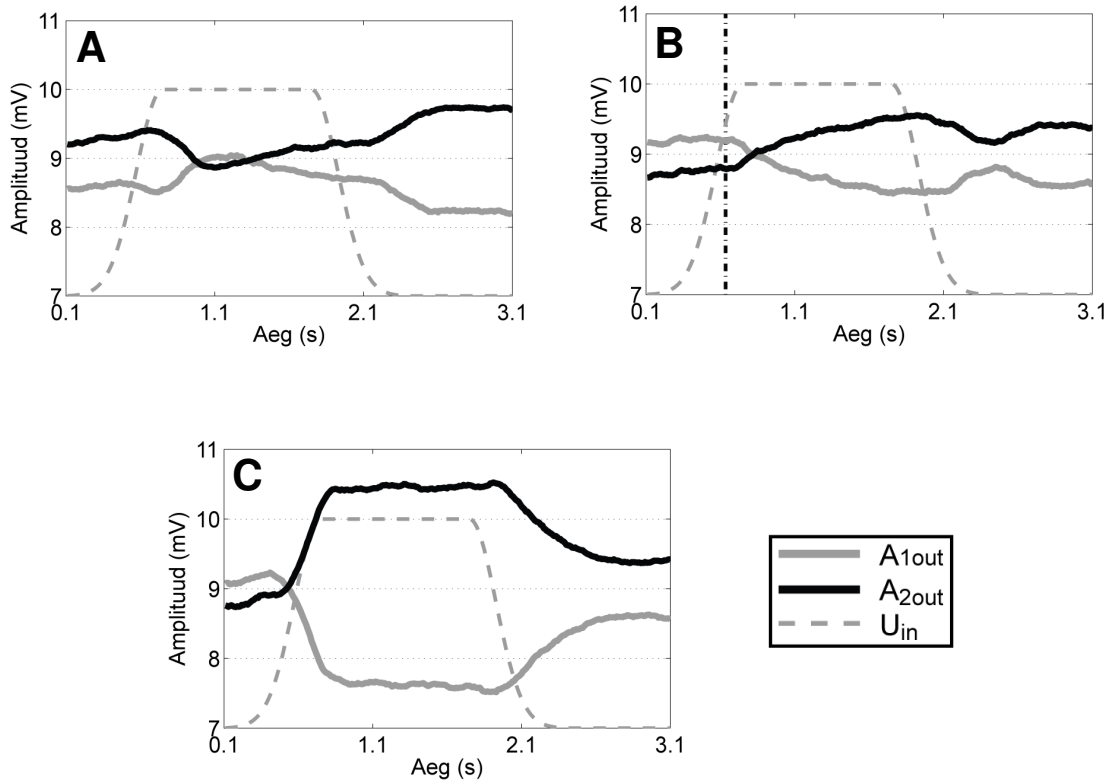 A
Amplituud (mV)
11
10
9
8
7
0.1 1.1 2.1 3.1
Aeg (s)
B
Amplituud (mV)
11
10
9
8
7
0.1 1.1 2.1 3.1
Aeg (s)
C
Amplituud (mV)
11
10
9
8
7
0.1 1.1 2.1 3.1
Aeg (s)
A1out
A2out
Uin